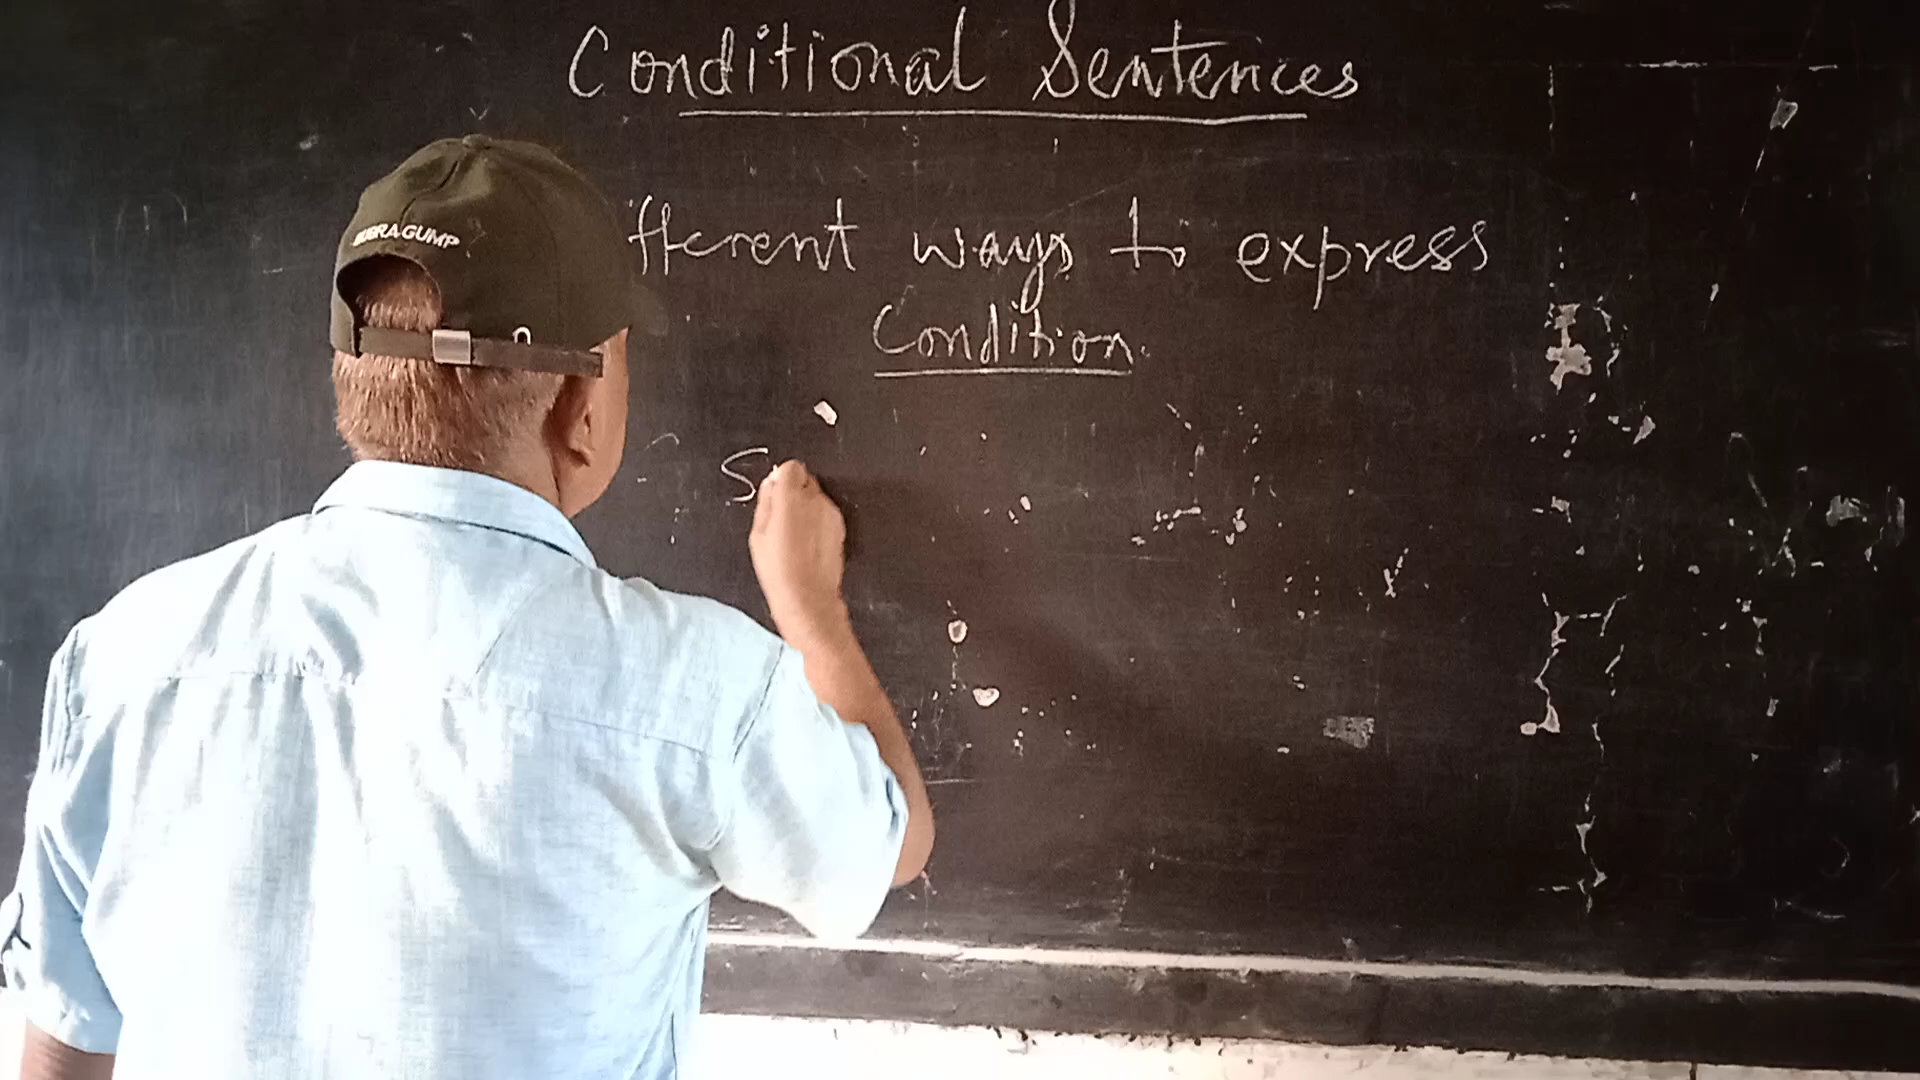 Conditional Sentences
fferent ways to express
Condition.
S